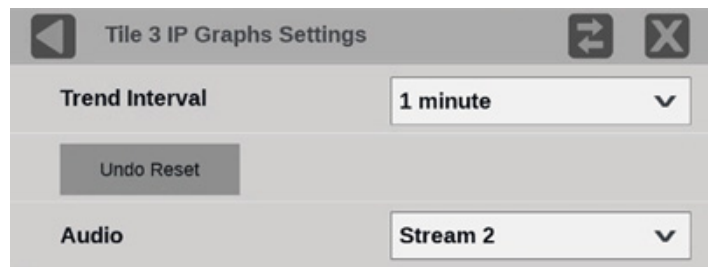 Tile 3 IP Graphs Settings
Trend Interval 1 minute
Undo Reset
Audio Stream 2